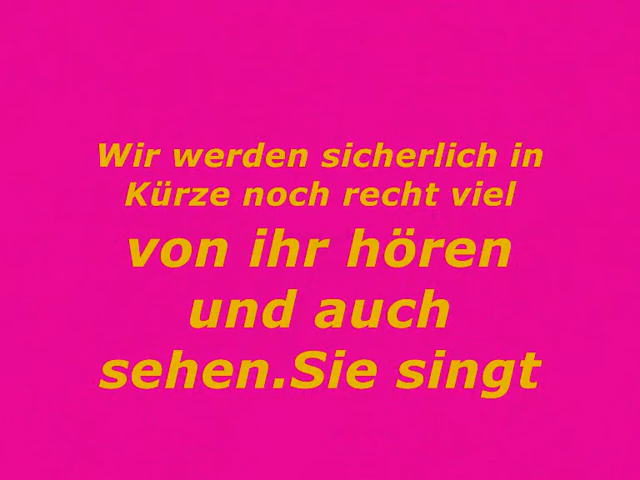 Wir werden sicherlich in
Kürze noch recht viel
von ihr hören
und auch
sehen.Sie singt